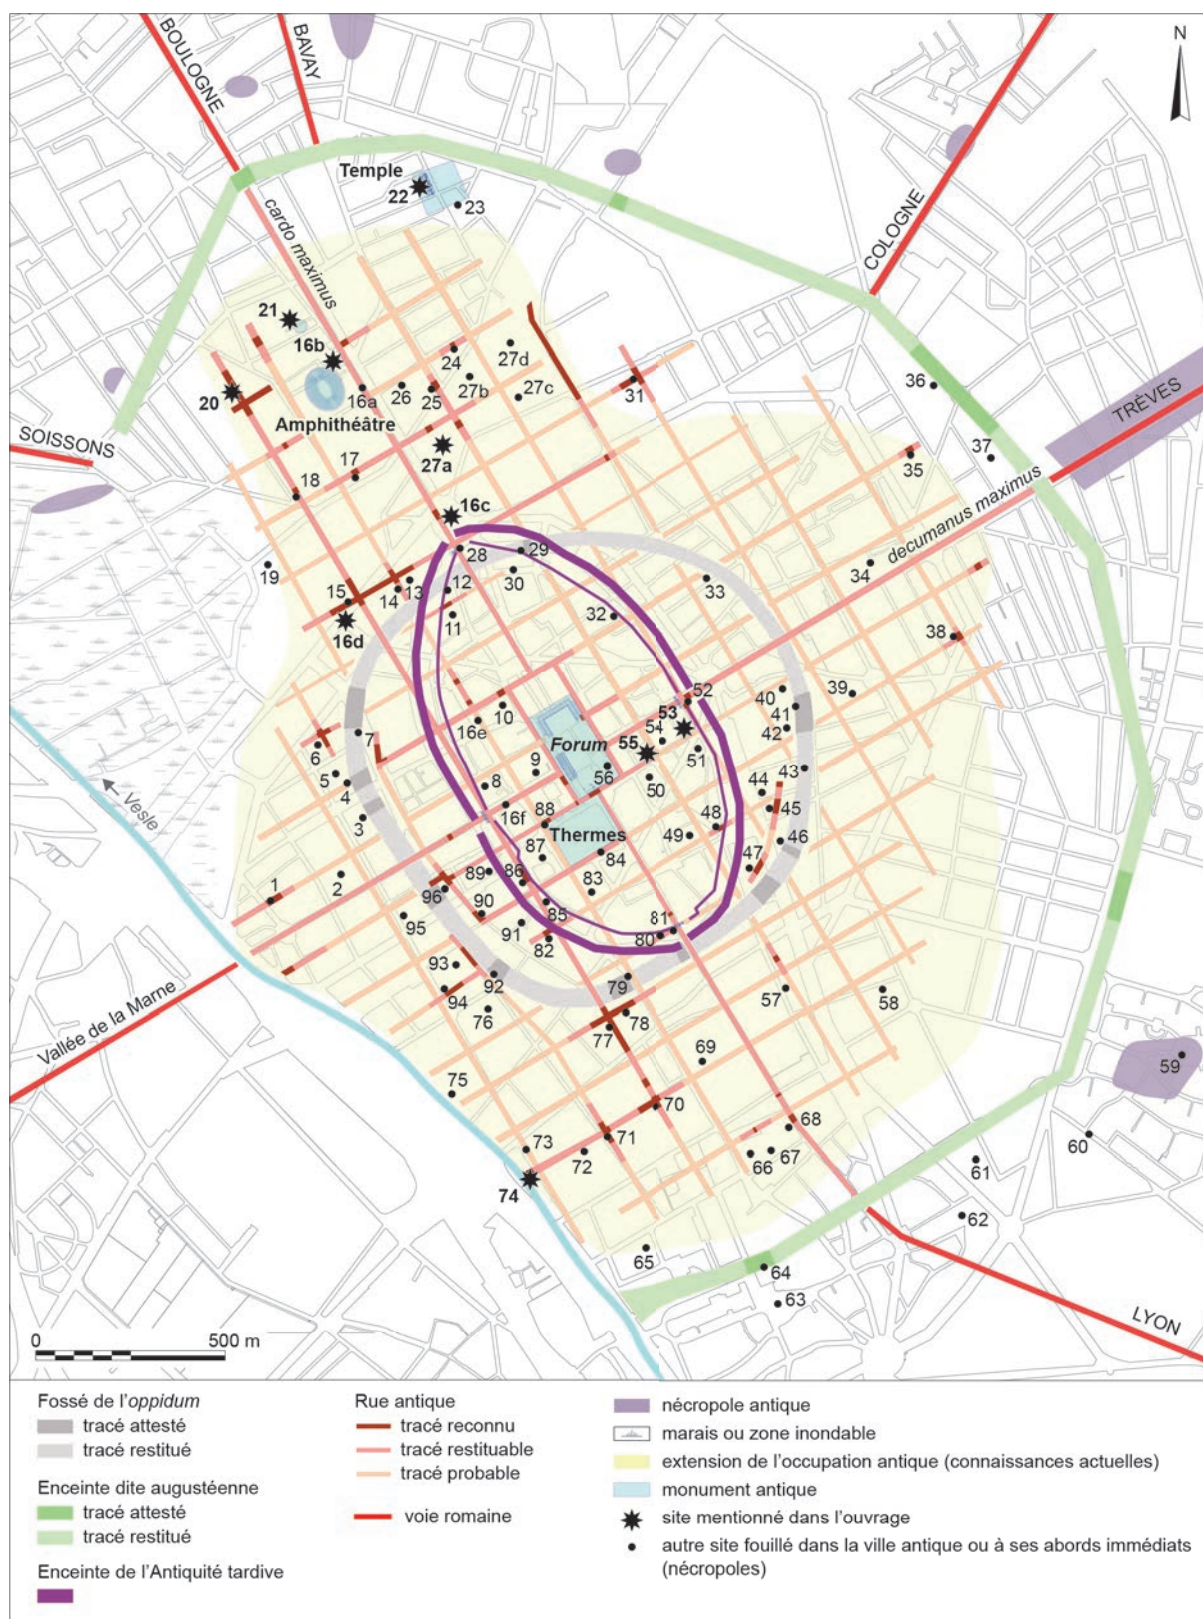 BOULOGNE
BAVAY
N
Temple
22
23
cardo maximus
COLOGNE
21
16b
24
27d
20
16a
26
25
27b
27c
31
36
Amphithéâtre
TRÈVES
SOISSONS
27a
37
18
17
35
16c
decumanus maximus
28
29
19
30
34
15
14
13
12
33
16d
11
32
38
52
40
39
10
53
41
16e
54
42
7
Forum
55
51
6
9
56
43
5
8
50
44
4
Vesle
16f
88
48
45
3
Thermes
49
46
87
84
47
89
86
2
96
83
1
90
85
81
95
91
82
80
93
92
79
57
58
94
76
78
Vallée de la Marne
77
69
59
75
70
68
60
73
71
72
66
67
61
74
62
65
64
63
LYON
0
500 m
Fossé de l'oppidum
tracé attesté
tracé restitué
Enceinte dite augustéenne
tracé attesté
tracé restitué
Enceinte de l'Antiquité tardive
Rue antique
tracé reconnu
tracé restituable
tracé probable
voie romaine
nécropole antique
marais ou zone inondable
extension de l'occupation antique (connaissances actuelles)
monument antique
site mentionné dans l'ouvrage
autre site fouillé dans la ville antique ou à ses abords immédiats
(nécropoles)